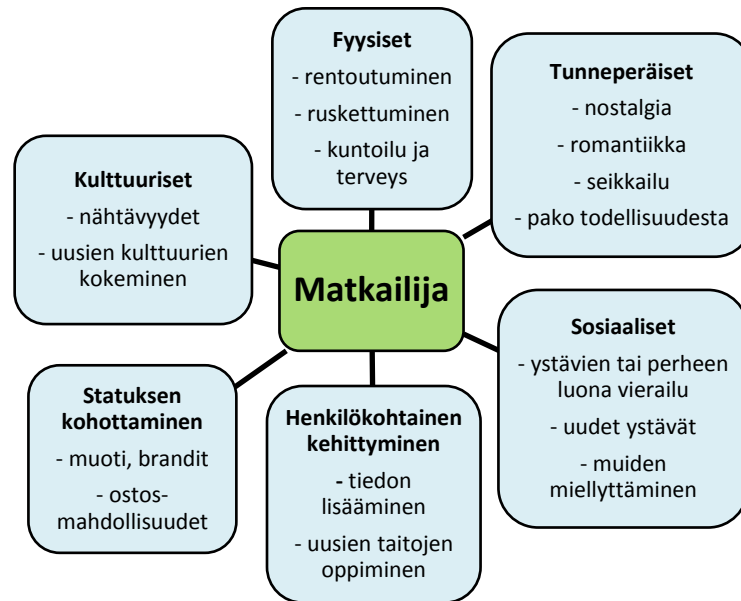 Fyysiset
- rentoutuminen
- ruskettuminen
- kuntoilu ja
terveys
Tunneperäiset
- nostalgia
- romantiikka
- seikkailu
- pako todellisuudesta
Kulttuuriset
- nähtävyydet
- uusien kulttuurien
kokeminen
Matkailija
Sosiaaliset
- ystävien tai perheen
luona vierailu
- uudet ystävät
- muiden
miellyttäminen
Statuksen
kohottaminen
- muoti, brandit
- ostos-
mahdollisuudet
Henkilökohtainen
kehittyminen
- tiedon
lisääminen
- uusien taitojen
oppiminen